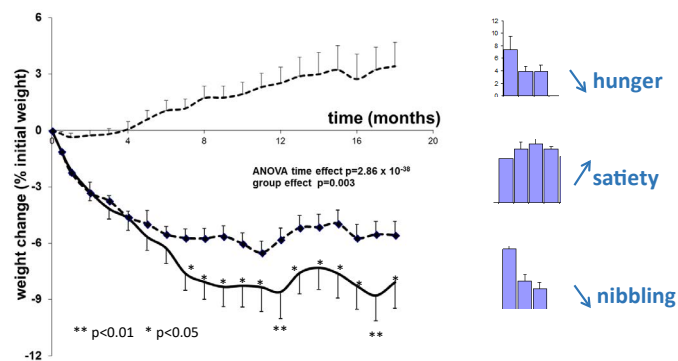 weight change (% initial weight)
6
3
0
-3
-6
-9
-12
time (months)
0
4
8
12
16
20
ANOVA time effect p=2.86 x 10-38
group effect p=0.003
* * * * * * * * * * *
** **
** p<0.01 * p<0.05
12
10
8
6
4
2
0
↘ hunger
↗ satiety
↘ nibbling